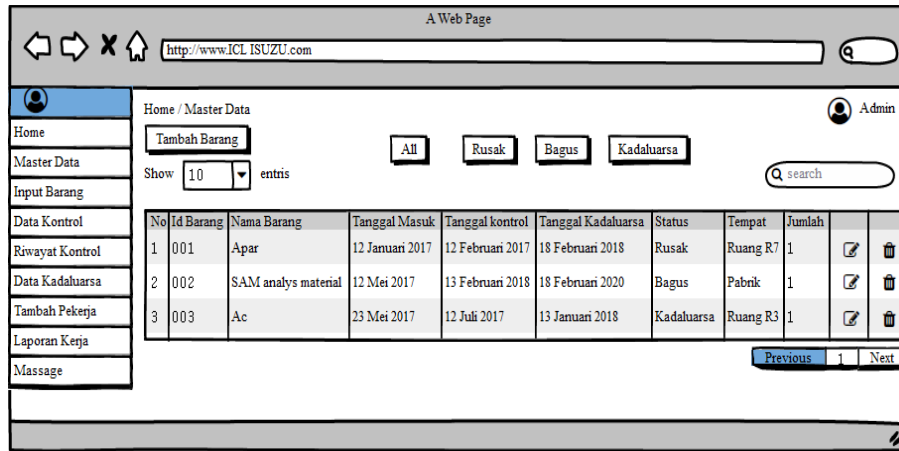 A Web Page
http://www.ICL ISUZU.com
Home / Master Data
Admin
Tambah Barang
All Rusak Bagus Kadaluarsa
Show 10 entris
search
Home
Master Data
Input Barang
Data Kontrol
Riwayat Kontrol
Data Kadaluarsa
Tambah Pekerja
Laporan Kerja
Massage
No Id Barang Nama Barang Tanggal Masuk Tanggal kontrol Tanggal Kadaluarsa Status Tempat Jumlah
1 001 Apar 12 Januari 2017 12 Februari 2017 18 Februari 2018 Rusak Ruang R7 1
2 002 SAM analys material 12 Mei 2017 13 Februari 2018 18 Februari 2020 Bagus Pabrik 1
3 003 Ac 23 Mei 2017 12 Juli 2017 13 Januari 2018 Kadaluarsa Ruang R3 1
Previous 1 Next